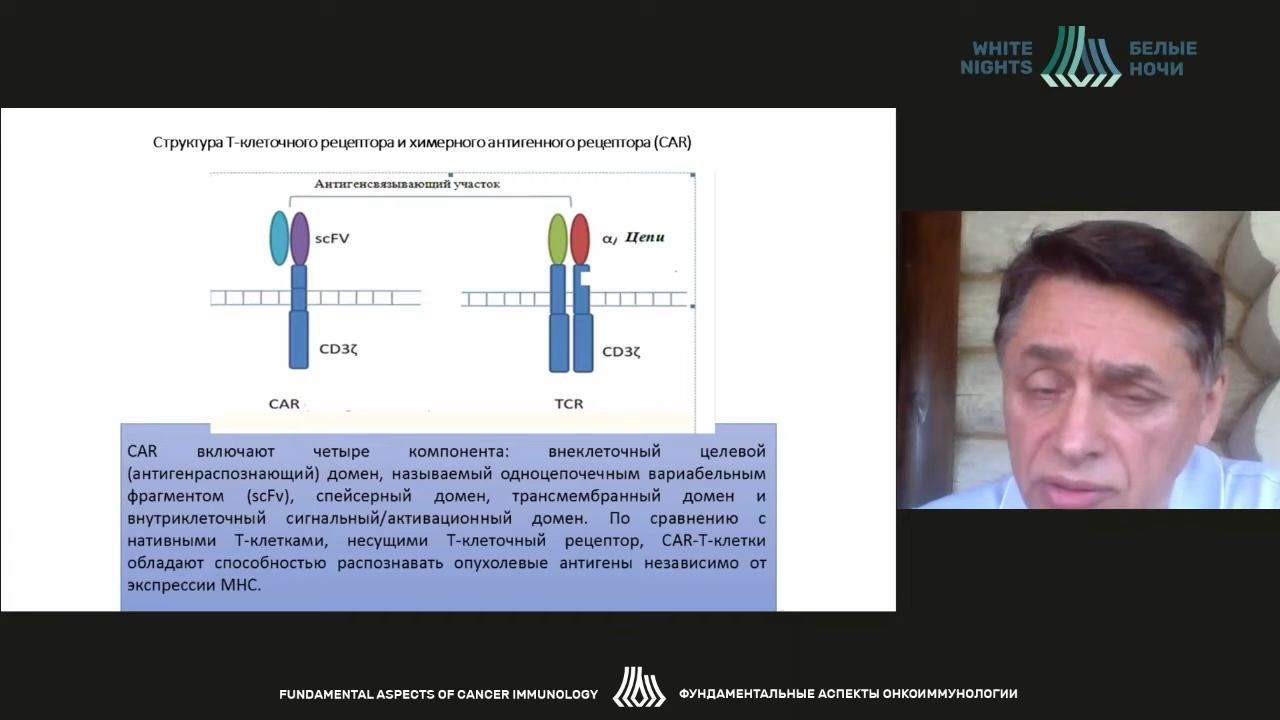 WHITE
NIGHTS
БЕЛЫЕ
НОЧИ
Структура Т-клеточного рецептора и химерного антигенного рецептора (CAR)
Антигенсвязывающий участок
scFV
α, Цепи
CD3ζ
CD3ζ
CAR
TCR
CAR включают четыре компонента: внеклеточный целевой
(антигенраспознающий) домен, называемый одноцепочечным вариабельным
фрагментом (scFv), спейсерный домен, трансмембранный домен и
внутриклеточный сигнальный/активационный домен. По сравнению с
нативными Т-клетками, несущими Т-клеточный рецептор, CAR-T-клетки
обладают способностью распознавать опухолевые антигены независимо от
экспрессии MHC.
FUNDAMENTAL ASPECTS OF CANCER IMMUNOLOGY
ФУНДАМЕНТАЛЬНЫЕ АСПЕКТЫ ОНКОИММУНОЛОГИИ